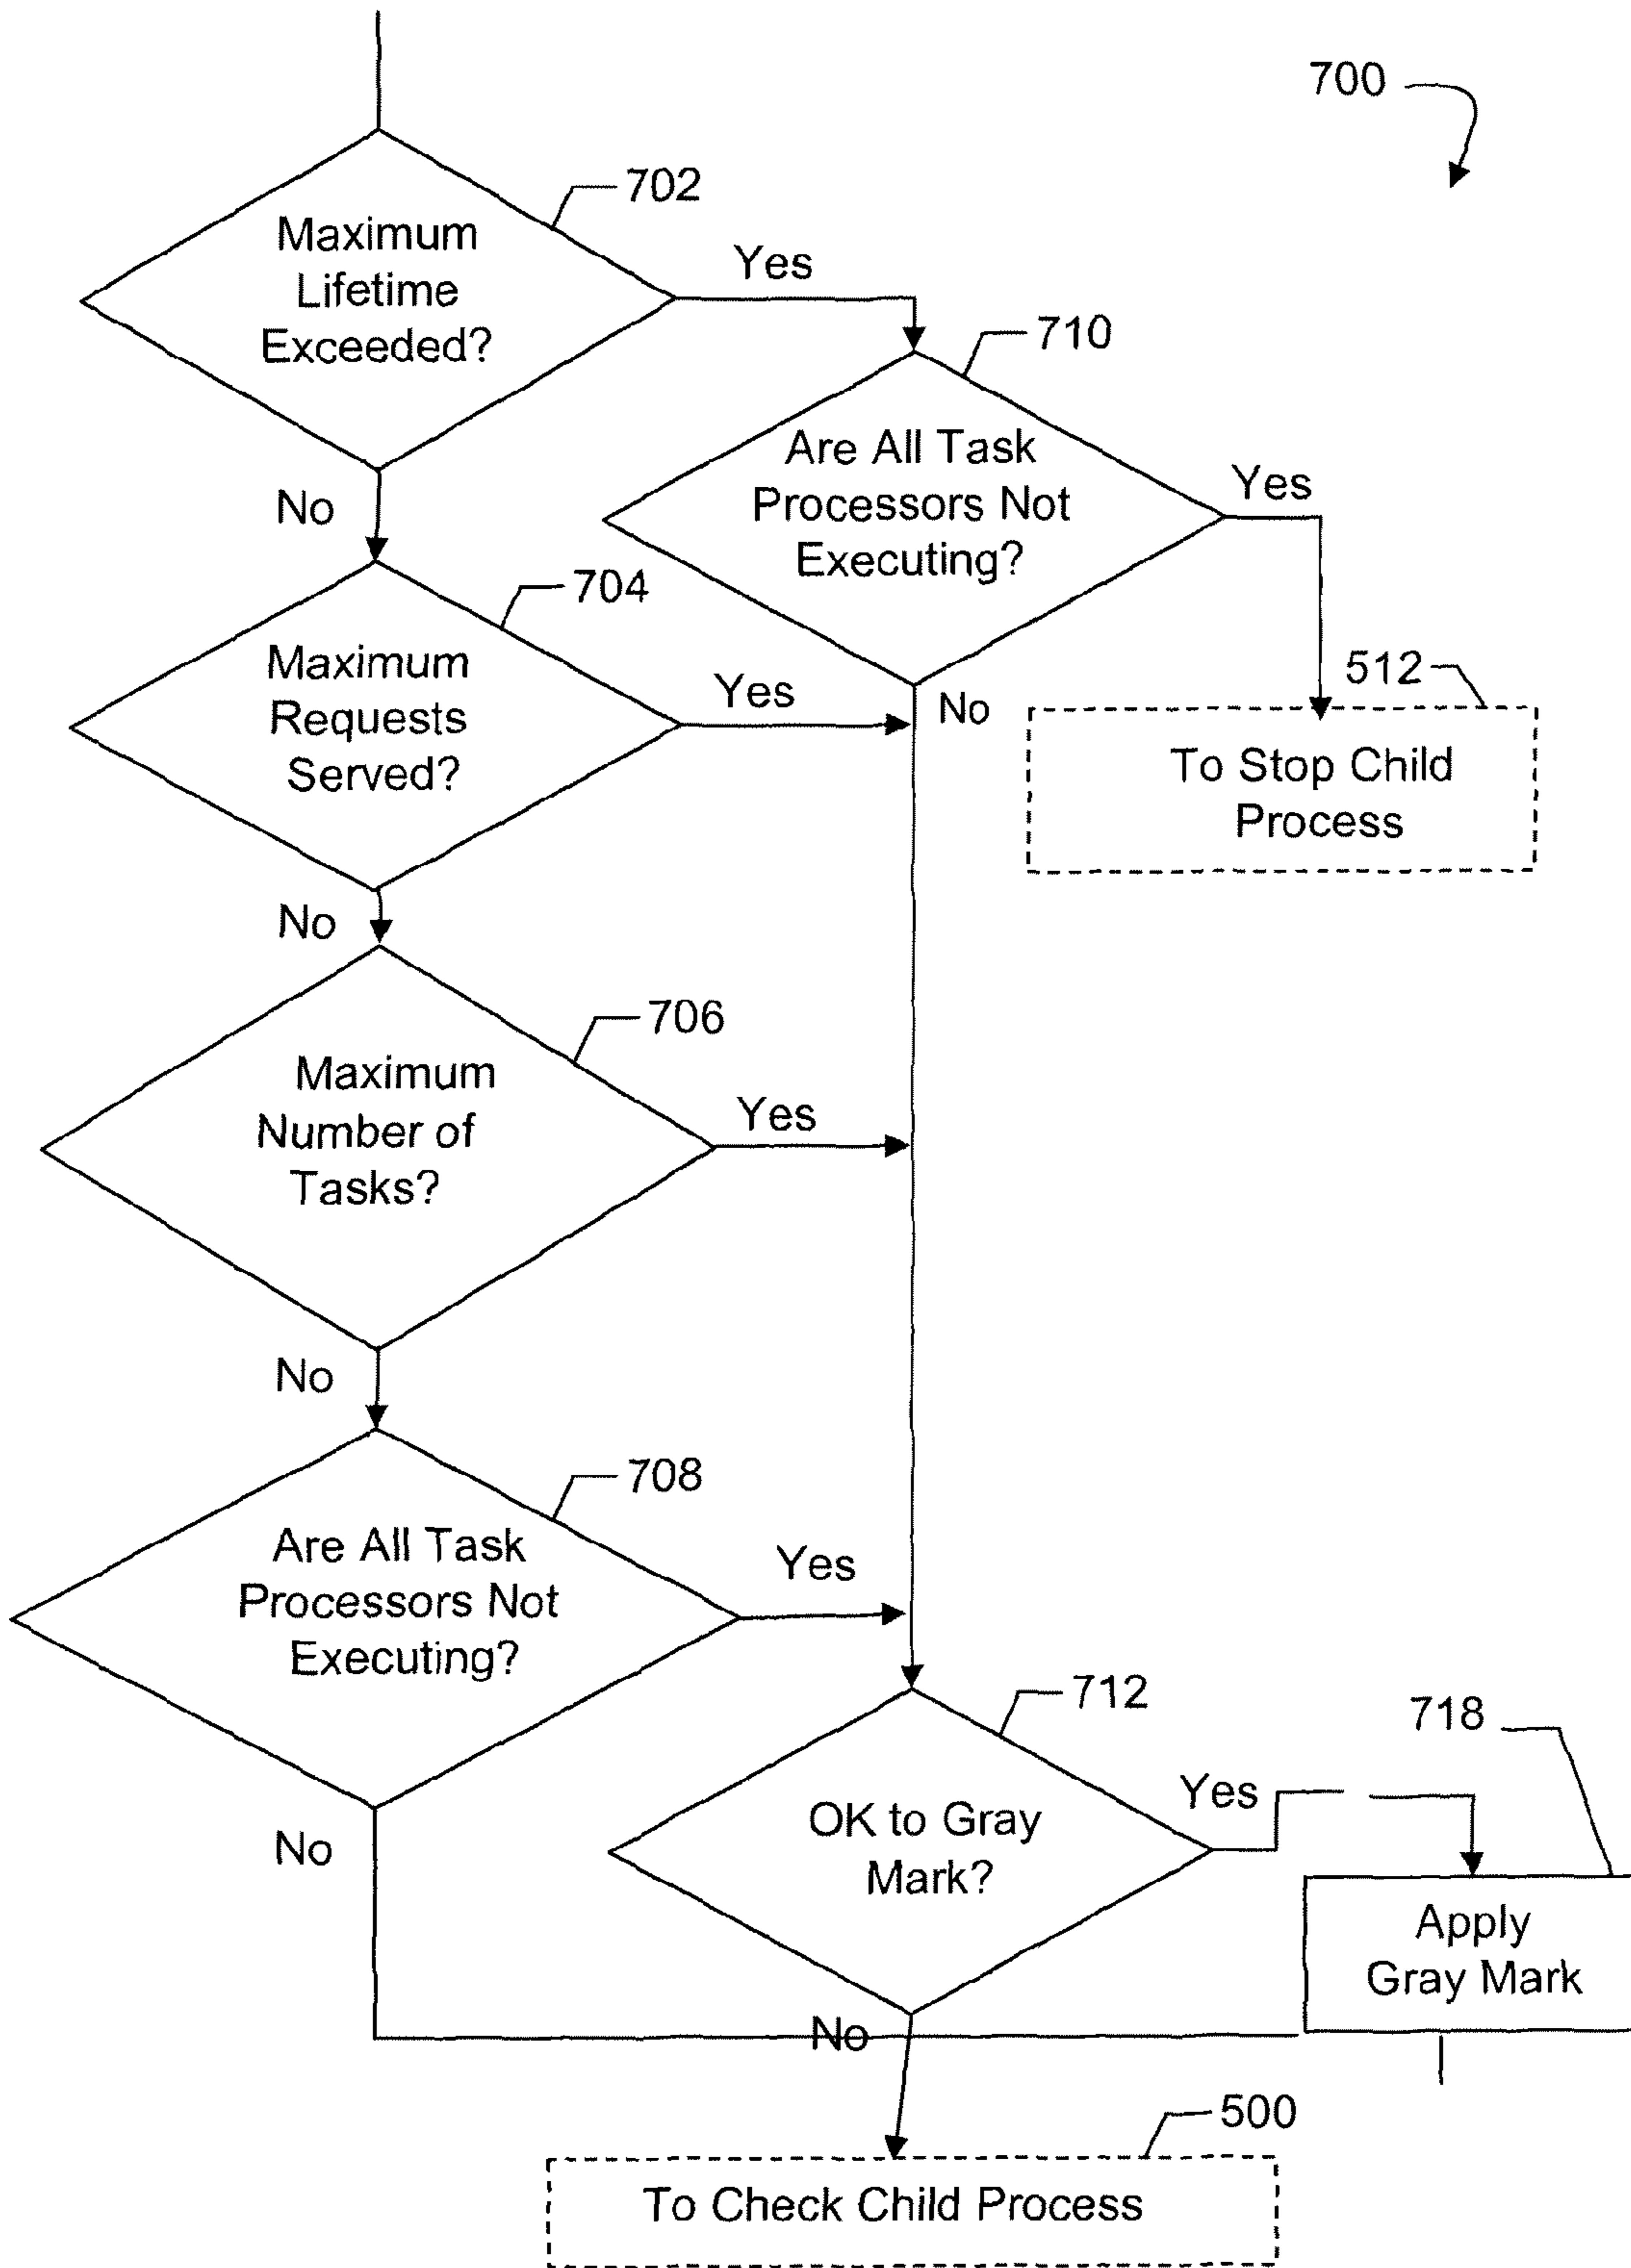 700
702
Maximum
Lifetime
Exceeded?
Yes
No
710
Are All Task
Processors Not
Executing?
Yes
No
704
Maximum
Requests
Served?
Yes
No
512
To Stop Child
Process
706
Maximum
Number of
Tasks?
Yes
No
708
Are All Task
Processors Not
Executing?
Yes
No
712
OK to Gray
Mark?
Yes
No
718
Apply
Gray Mark
500
To Check Child Process